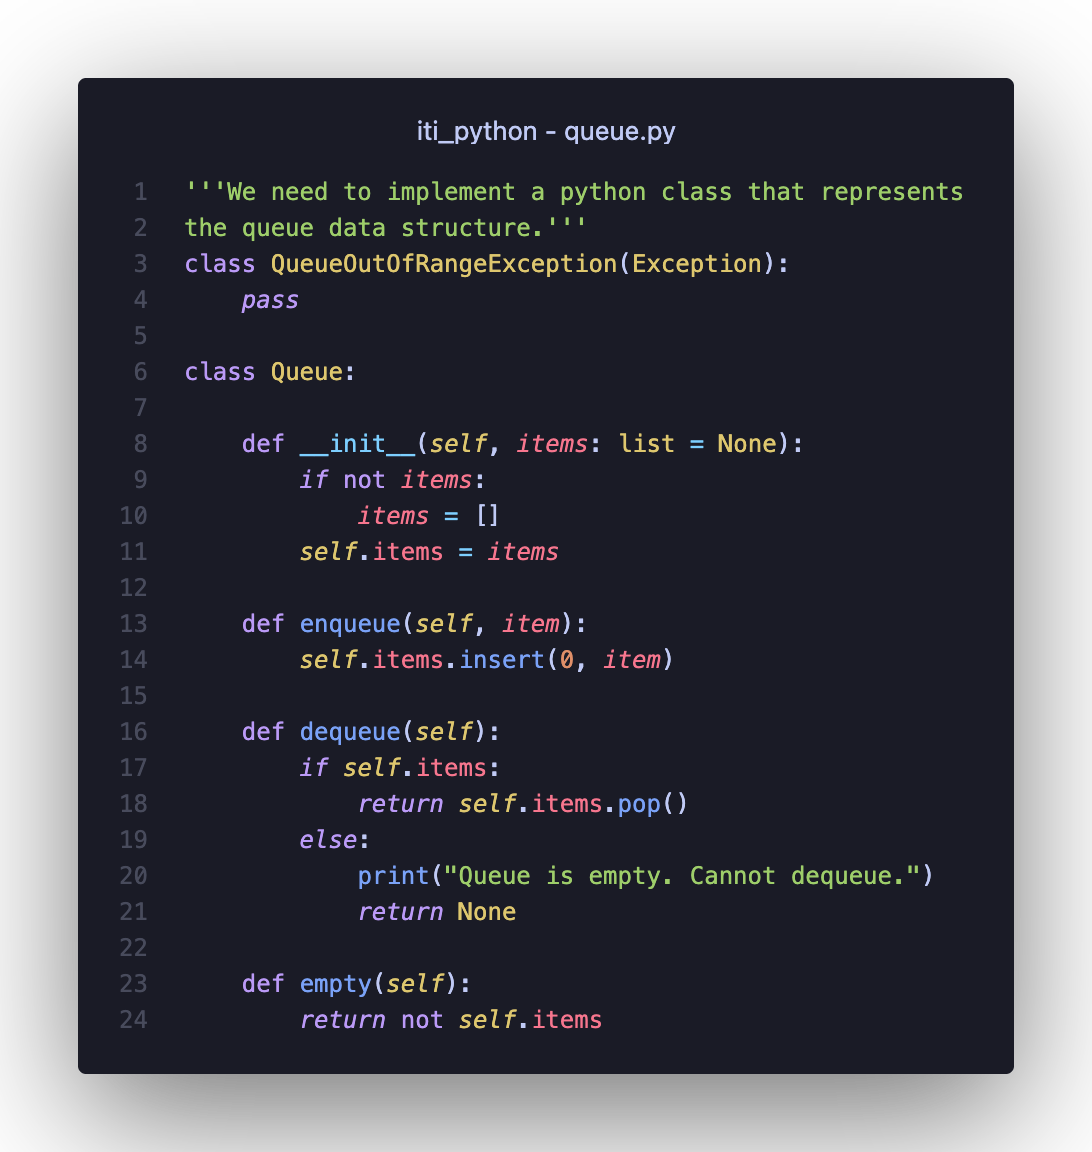 iti_python - queue.py
1 '''We need to implement a python class that represents
2 the queue data structure.'''
3 class QueueOutOfRangeException(Exception):
4     pass
5
6 class Queue:
7
8     def __init__(self, items: list = None):
9         if not items:
10             items = []
11         self.items = items
12
13     def enqueue(self, item):
14         self.items.insert(0, item)
15
16     def dequeue(self):
17         if self.items:
18             return self.items.pop()
19         else:
20             print("Queue is empty. Cannot dequeue.")
21             return None
22
23     def empty(self):
24         return not self.items